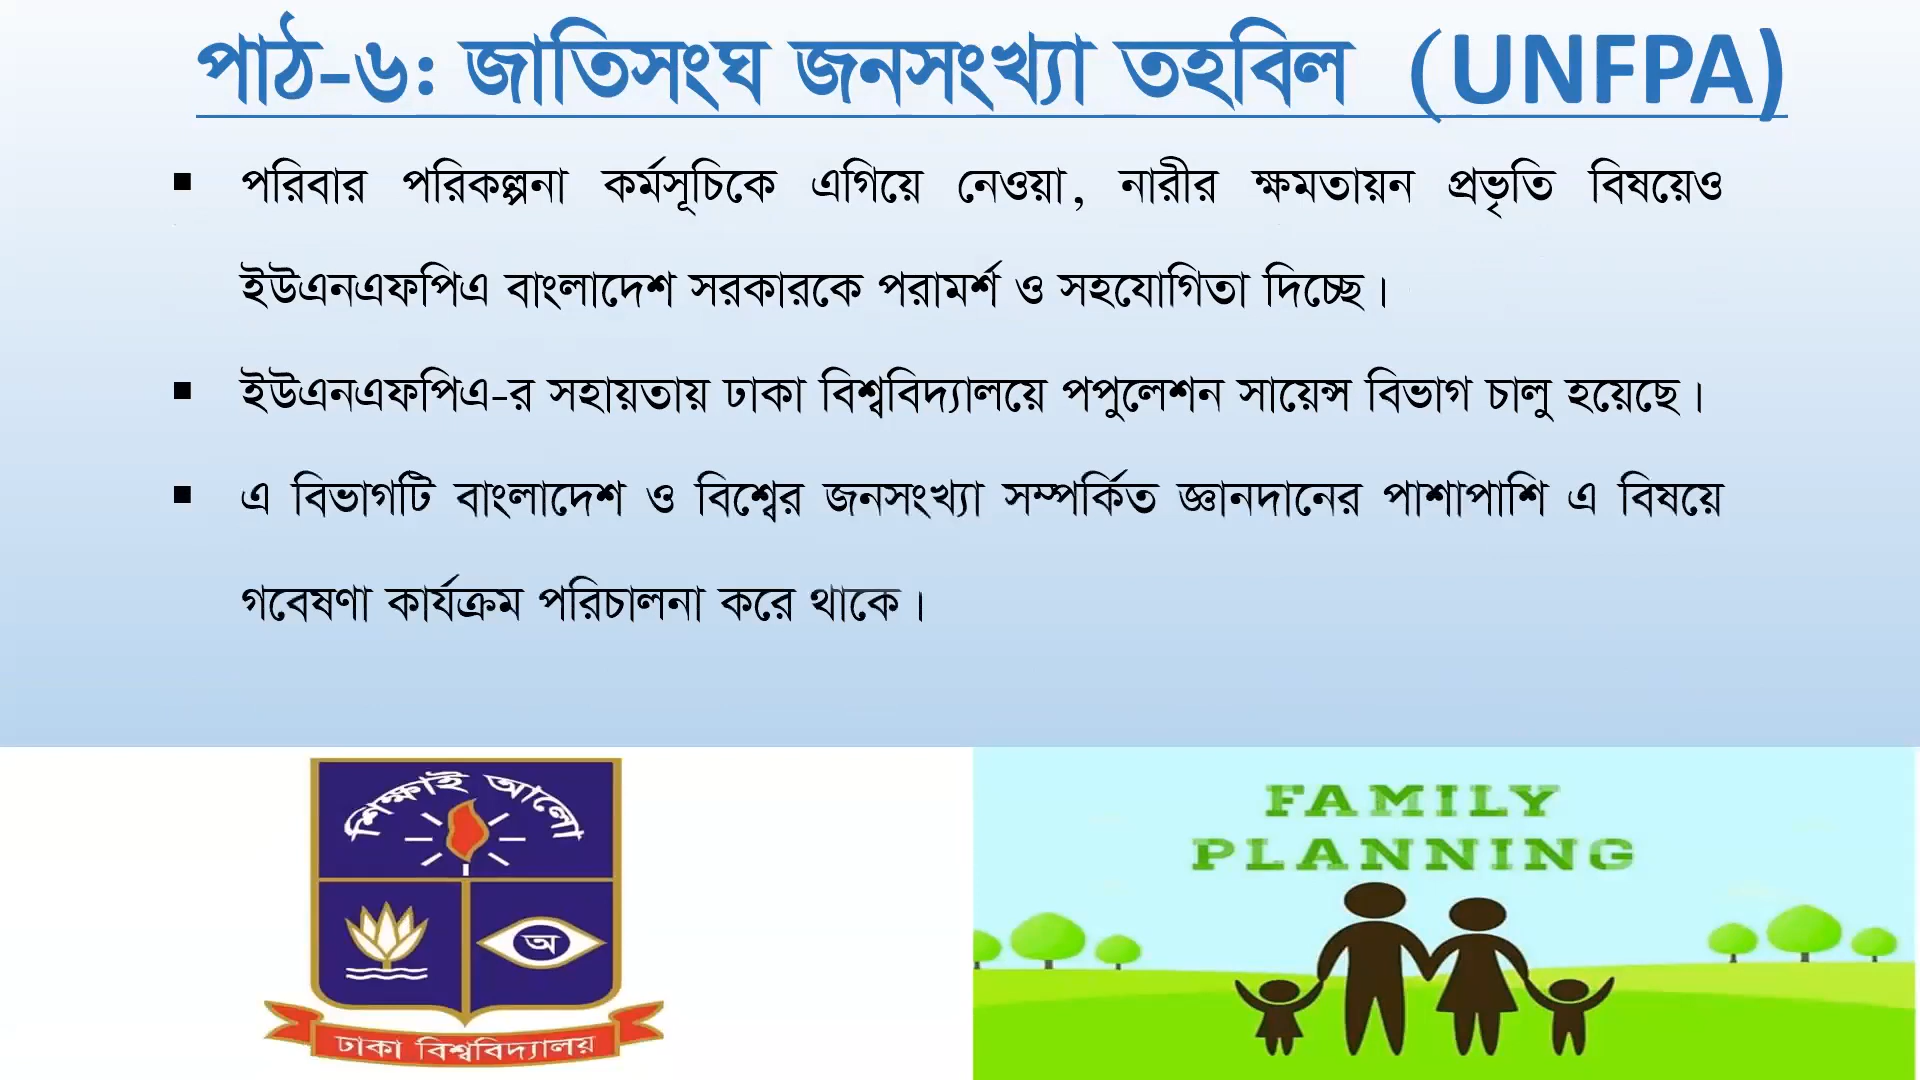 পাঠ-৬: জাতিসংঘ জনসংখ্যা তহবিল (UNFPA)
▪ পরিবার পরিকল্পনা কর্মসূচিকে এগিয়ে নেওয়া, নারীর ক্ষমতায়ন প্রভৃতি বিষয়েও
ইউএনএফপিএ বাংলাদেশ সরকারকে পরামর্শ ও সহযোগিতা দিচ্ছে।
▪ ইউএনএফপিএ-র সহায়তায় ঢাকা বিশ্ববিদ্যালয়ে পপুলেশন সায়েন্স বিভাগ চালু হয়েছে।
▪ এ বিভাগটি বাংলাদেশ ও বিশ্বের জনসংখ্যা সম্পর্কিত জ্ঞানদানের পাশাপাশি এ বিষয়ে
গবেষণা কার্যক্রম পরিচালনা করে থাকে।
শিক্ষাই আলো
অ
ঢাকা বিশ্ববিদ্যালয়
FAMILY
PLANNING